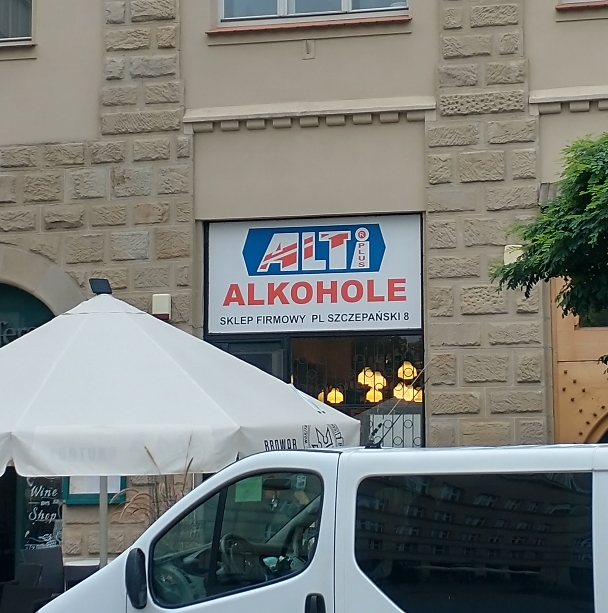 ALTI
® PLUS
ALKOHOLE
SKLEP FIRMOWY PL SZCZEPAŃSKI 8
BROWAR
Wine
Shop